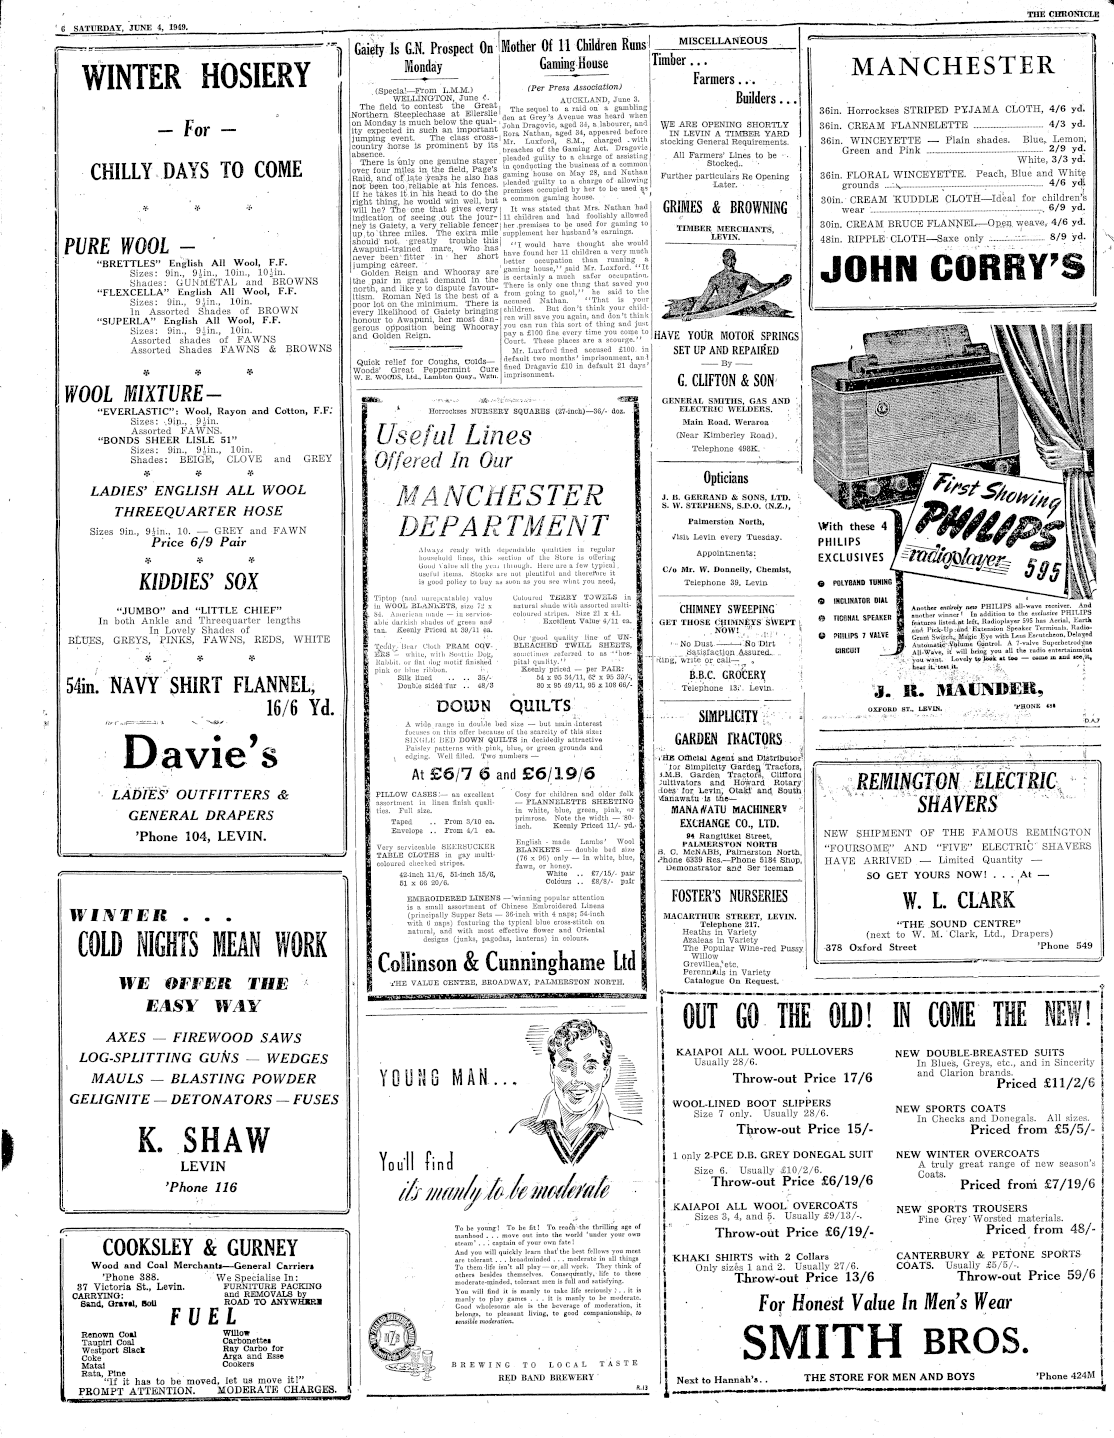 6 SATURDAY, JUNE 4, 1949.
THE CHRONICLE
WINTER HOSIERY
— For —
CHILLY DAYS TO COME
PURE WOOL —
"BRETTLES" English All Wool, F.F.
Sizes: 9in., 9½in., 10in., 10½in.
Shades: GUNMETAL and BROWNS
"FLEXCELLA" English All Wool, F.F.
Sizes: 9in., 9½in., 10in.
In Assorted Shades of BROWN
"SUPERLA" English All Wool, F.F.
Sizes: 9in., 9½in., 10in.
Assorted shades of FAWNS
Assorted Shades FAWNS & BROWNS
WOOL MIXTURE—
"EVERLASTIC": Wool, Rayon and Cotton, F.F.
Sizes: 9in., 9½in.
Assorted FAWNS.
"BONDS SHEER LISLE 51"
Sizes: 9in., 9½in., 10in.
Shades: BEIGE, CLOVE and GREY
LADIES' ENGLISH ALL WOOL
THREEQUARTER HOSE
Sizes 9in., 9½in., 10. — GREY and FAWN
Price 6/9 Pair
KIDDIES' SOX
"JUMBO" and "LITTLE CHIEF"
In both Ankle and Threequarter lengths
In Lovely Shades of
BLUES, GREYS, PINKS, FAWNS, REDS, WHITE
54in. NAVY SHIRT FLANNEL,
16/6 Yd.
Davie's
LADIES' OUTFITTERS &
GENERAL DRAPERS
'Phone 104, LEVIN.
WINTER . . .
COLD NIGHTS MEAN WORK
WE OFFER THE
EASY WAY
AXES — FIREWOOD SAWS
LOG-SPLITTING GUNS — WEDGES
MAULS — BLASTING POWDER
GELIGNITE — DETONATORS — FUSES
K. SHAW
LEVIN
'Phone 116
COOKSLEY & GURNEY
Wood and Coal Merchants—General Carriers
'Phone 388.
37 Victoria St., Levin.
CARRYING:
Sand, Gravel, Soil
We Specialise In:
FURNITURE PACKING
and REMOVALS by
ROAD TO ANYWHERE
FUEL
Renown Coal
Taupiri Coal
Westport Slack
Coke
Matai
Rata, Pine
Willow
Carbonettes
Ray Carbo for
Arga and Esse
Cookers
"If it has to be moved, let us move it!"
PROMPT ATTENTION. MODERATE CHARGES.
Gaiety Is G.N. Prospect On
Monday
(Special—From L.M.M.)
WELLINGTON, June
The field to contest the Great
Northern Steeplechase at Ellerslie
on Monday is much below the qual-
ity expected in such an important
jumping event. The class cross-
country horse is prominent by its
absence.
There is only one genuine stayer
over four miles in the field, Page's
Raid, and of late years he also has
not been too reliable at his fences.
If he takes it in his head to do the
right thing, he would win well, but
will he? The one that gives every
indication of seeing out the jour-
ney is Gaiety, a very reliable fencer
up to three miles. The extra mile
should not greatly trouble this
Awapuni-trained mare, who has
never been fitter in her short
jumping career.
Golden Reign and Whooray are
the pair in great demand in the
north, and likely to dispute favour-
itism. Roman Ned is the best of a
poor lot on the minimum. There is
every likelihood of Gaiety bringing
honour to Awapuni, her most dan-
gerous opposition being Whooray
and Golden Reign.
Quick relief for Coughs, Colds—
Woods' Great Peppermint Cure
W. E. WOODS, Ltd., Lambton Quay., Wgtn.
Mother Of 11 Children Runs
Gaming House
(Per Press Association)
AUCKLAND, June 3.
The sequel to a raid on a gambling
den at Grey's Avenue was heard when
John Dragovic, aged 34, a labourer, and
Rora Nathan, aged 34, appeared before
Mr. Luxford, S.M., charged with
breaches of the Gaming Act. Dragovic
pleaded guilty to a charge of assisting
in conducting the business of a common
gaming house on May 28, and Nathan
pleaded guilty to a charge of allowing
premises occupied by her to be used as
a common gaming house.
It was stated that Mrs. Nathan had
11 children and had foolishly allowed
her premises to be used for gaming to
supplement her husband's earnings.
"I would have thought she would
have found her 11 children a very much
better occupation than running a
gaming house," said Mr. Luxford. "It
is certainly a much safer occupation.
There is only one thing that saved you
from going to gaol," he said to the
accused Nathan. "That is your
children. But don't think your child-
ren will save you again, and don't think
you can run this sort of thing and just
pay a £100 fine every time you come to
Court. These places are a scourge."
Mr. Luxford fined accused £100 in
default two months' imprisonment, and
fined Dragavic £10 in default 21 days'
imprisonment.
Horrockses NURSERY SQUARES (27-inch)—36/- doz.
Useful Lines
Offered In Our
MANCHESTER
DEPARTMENT
Always ready with dependable qualities in regular
household lines, this section of the Store is offering
Good Value all the year through. Here are a few typical
useful items. Stocks are not plentiful and therefore it
is good policy to buy as soon as you see what you need.
Tiptop (and unrepeatable) value
in WOOL BLANKETS, size 72 x
84. American made — in service-
able darkish shades of green and
tan. Keenly Priced at 39/11 ea.
Teddy Bear Cloth PRAM COV-
ERS — white, with Scottie Dog,
Rabbit, or flat dog motif finished
pink or blue ribbon.
Silk lined . . . . 35/-
Double sided fur . . 48/3
Coloured TERRY TOWELS in
natural shade with assorted multi-
coloured stripes. Size 21 x 41.
Excellent Value 4/11 ea.
Our good quality line of UN-
BLEACHED TWILL SHEETS,
sometimes referred to as "hos-
pital quality."
Keenly priced — per PAIR:
DOWN QUILTS
A wide range in double bed size — but main interest
focuses on this offer because of the scarcity of this size:
SINGLE BED DOWN QUILTS in decidedly attractive
Paisley patterns with pink, blue, or green grounds and
edging. Well filled. Two numbers —
At £6/7 6 and £6/19/6
PILLOW CASES: — an excellent
assortment in linen finish quali-
ties. Full size.
Taped . . From 5/10 ea.
Envelope . . From 4/1 ea.
Very serviceable SEERSUCKER
TABLE CLOTHS in gay multi-
coloured checked stripes.
42-inch 11/6, 51-inch 15/6,
51 x 66 20/6.
Cosy for children and older folk
— FLANNELETTE SHEETING
in white, blue, green, pink, or
primrose. Note the width — 80-
inch. Keenly Priced 11/- yd.
English-made Lambs' Wool
BLANKETS — double bed size
(76 x 96) only — in white, blue,
fawn, or honey.
White . . £7/15/- pair
Colours . . £8/8/- pair
EMBROIDERED LINENS — winning popular attention
is a small assortment of Chinese Embroidered Linens
(principally Supper Sets — 36-inch with 4 naps; 54-inch
with 6 naps) featuring the typical blue cross-stitch on
natural, and with most effective flower and Oriental
designs (junks, pagodas, lanterns) in colours.
Collinson & Cunninghame Ltd
THE VALUE CENTRE, BROADWAY, PALMERSTON NORTH.
YOUNG MAN...
You'll find
it's manly to be moderate
To be young! To be fit! To reach the thrilling age of
manhood . . . move out into the world 'under your own
steam' . . . captain of your own fate!
And you will quickly learn that the best fellows you meet
are tolerant . . . broadminded . . . moderate in all things
To them life isn't all play — or all work. They think of
others besides themselves. Consequently, life to these
moderate-minded, tolerant men is full and satisfying.
You will find it is manly to take life seriously . . . it is
manly to play games . . . it is manly to be moderate.
Good wholesome ale is the beverage of moderation, it
belongs, to pleasant living, to good companionship, to
sensible moderation.
BREWING TO LOCAL TASTE
RED BAND BREWERY
R.13
MISCELLANEOUS
Timber . . .
Farmers . . .
Builders . . .
WE ARE OPENING SHORTLY
IN LEVIN A TIMBER YARD
stocking General Requirements.
All Farmers' Lines to be
Stocked.
Further particulars Re Opening
Later.
GRIMES & BROWNING
TIMBER MERCHANTS,
LEVIN.
HAVE YOUR MOTOR SPRINGS
SET UP AND REPAIRED
— By —
G. CLIFTON & SON
GENERAL SMITHS, GAS AND
ELECTRIC WELDERS,
Main Road, Weraroa
(Near Kimberley Road).
Telephone 498K.
Opticians
J. B. GERRAND & SONS, LTD.
S. W. STEPHENS, S.P.O. (N.Z.),
Palmerston North,
Visit Levin every Tuesday.
Appointments:
C/o Mr. W. Donnelly, Chemist,
Telephone 39, Levin
CHIMNEY SWEEPING
GET THOSE CHIMNEYS SWEPT
NOW!
No Dust — No Dirt
Satisfaction Assured.
Ring, write or call—
B.B.C. GROCERY
Telephone Levin.
SIMPLICITY
GARDEN TRACTORS
THE Official Agent and Distributor
for Simplicity Garden Tractors,
J.M.B. Garden Tractors, Clifford
Cultivators and Howard Rotary
Hoes for Levin, Otaki and South
Manawatu is the—
MANAWATU MACHINERY
EXCHANGE CO., LTD.
94 Rangitikei Street,
PALMERSTON NORTH
B. C. McNABB, Palmerston North,
Phone 6339 Res.—Phone 5184 Shop,
Demonstrator and Serviceman
FOSTER'S NURSERIES
MACARTHUR STREET, LEVIN.
Telephone 217.
Heaths in Variety
Azaleas in Variety
The Popular Wine-red Pussy
Willow
Grevillea, etc.
Perennials in Variety
Catalogue On Request.
MANCHESTER
36in. Horrockses STRIPED PYJAMA CLOTH, 4/6 yd.
36in. CREAM FLANNELETTE 4/3 yd.
36in. WINCEYETTE — Plain shades. Blue, Lemon,
Green and Pink 2/9 yd.
White, 3/3 yd.
36in. FLORAL WINCEYETTE. Peach, Blue and White
grounds 4/6 yd.
30in. CREAM KUDDLE CLOTH—Ideal for children's
wear 6/9 yd.
30in. CREAM BRUCE FLANNEL—Open weave, 4/6 yd.
48in. RIPPLE CLOTH—Saxe only 8/9 yd.
JOHN CORRY'S
First Showing
PHILIPS
radioplayer 595
With these 4
PHILIPS
EXCLUSIVES
POLYBAND TUNING
INCLINATOR DIAL
TICONAL SPEAKER
PHILIPS 7 VALVE
CIRCUIT
Another entirely new PHILIPS all-wave receiver. And
another winner! In addition to the exclusive PHILIPS
features listed at left, Radioplayer 595 has Aerial, Earth
and Pick-Up and Extension Speaker Terminals, Radio-
Gram Switch, Magic Eye with Lens Escutcheon, Delayed
Automatic Volume Control. A 7-valve Superhetrodyne
All-Wave, it will bring you all the radio entertainment
you want. Lovely to look at too — come in and see it,
hear it, test it.
J. R. MAUNDER,
OXFORD ST., LEVIN. 'PHONE 450
REMINGTON ELECTRIC
SHAVERS
NEW SHIPMENT OF THE FAMOUS REMINGTON
"FOURSOME" AND "FIVE" ELECTRIC SHAVERS
HAVE ARRIVED — Limited Quantity —
SO GET YOURS NOW! . . . At —
W. L. CLARK
"THE SOUND CENTRE"
(next to W. M. Clark, Ltd., Drapers)
378 Oxford Street 'Phone 549
OUT GO THE OLD! IN COME THE NEW!
KAIAPOI ALL WOOL PULLOVERS
Usually 28/6.
Throw-out Price 17/6
WOOL-LINED BOOT SLIPPERS
Size 7 only. Usually 28/6.
Throw-out Price 15/-
1 only 2-PCE D.B. GREY DONEGAL SUIT
Size 6. Usually £10/2/6.
Throw-out Price £6/19/6
KAIAPOI ALL WOOL OVERCOATS
Sizes 3, 4, and 5. Usually £9/13/-.
Throw-out Price £6/19/-
KHAKI SHIRTS with 2 Collars
Only sizes 1 and 2. Usually 27/6.
Throw-out Price 13/6
NEW DOUBLE-BREASTED SUITS
In Blues, Greys, etc., and in Sincerity
and Clarion brands.
Priced £11/2/6
NEW SPORTS COATS
In Checks and Donegals. All sizes.
Priced from £5/5/-
NEW WINTER OVERCOATS
A truly great range of new season's
Coats.
Priced from £7/19/6
NEW SPORTS TROUSERS
Fine Grey Worsted materials.
Priced from 48/-
CANTERBURY & PETONE SPORTS
COATS. Usually £5/5/-.
Throw-out Price 59/6
For Honest Value In Men's Wear
SMITH BROS.
Next to Hannah's. . THE STORE FOR MEN AND BOYS 'Phone 424M